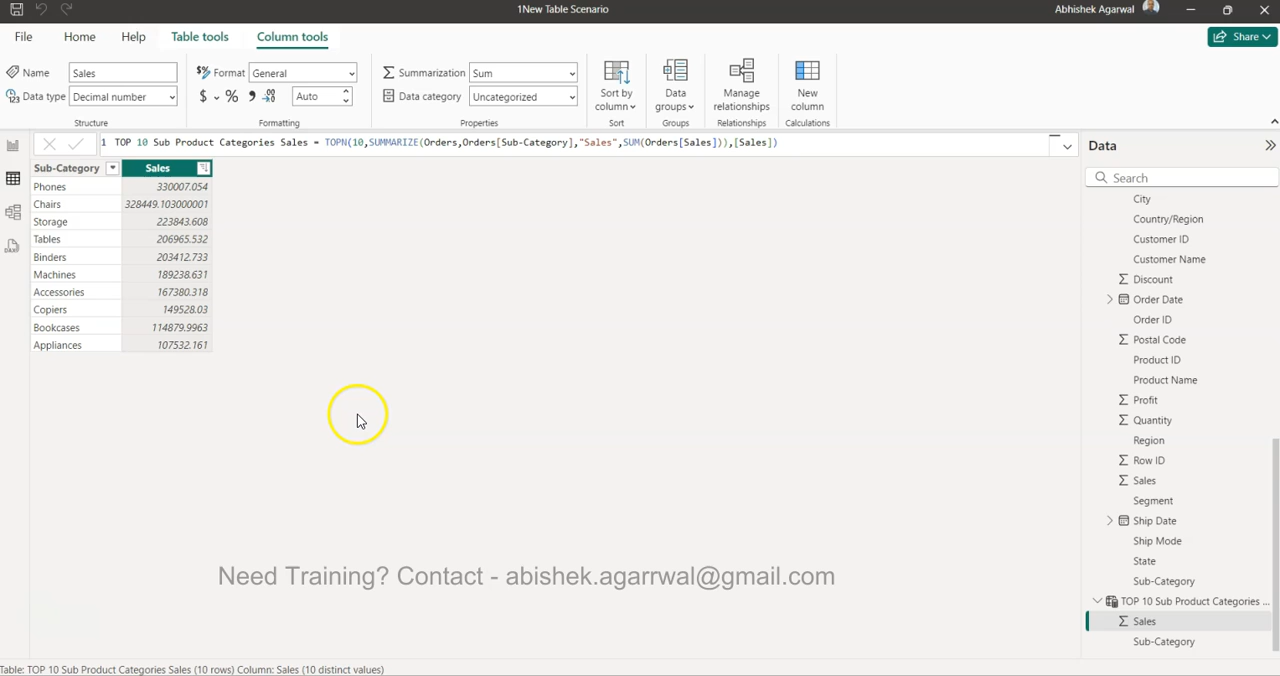 1New Table Scenario
Abhishek Agarwal
File Home Help Table tools Column tools
Share
Name Sales
Data type Decimal number
Structure
Format General
$ % Auto
Formatting
Summarization Sum
Data category Uncategorized
Properties
Sort by column
Sort
Data groups
Groups
Manage relationships
Relationships
New column
Calculations
1 TOP 10 Sub Product Categories Sales = TOPN(10,SUMMARIZE(Orders,Orders[Sub-Category],"Sales",SUM(Orders[Sales])),[Sales])
Sub-Category Sales
Phones 330007.054
Chairs 328449.103000001
Storage 223843.608
Tables 206965.532
Binders 203412.733
Machines 189238.631
Accessories 167380.318
Copiers 149528.03
Bookcases 114879.9963
Appliances 107532.161
DAX
Need Training? Contact - abishek.agarrwal@gmail.com
Data
Search
City
Country/Region
Customer ID
Customer Name
Discount
Order Date
Order ID
Postal Code
Product ID
Product Name
Profit
Quantity
Region
Row ID
Sales
Segment
Ship Date
Ship Mode
State
Sub-Category
TOP 10 Sub Product Categories ...
Sales
Sub-Category
Table: TOP 10 Sub Product Categories Sales (10 rows) Column: Sales (10 distinct values)